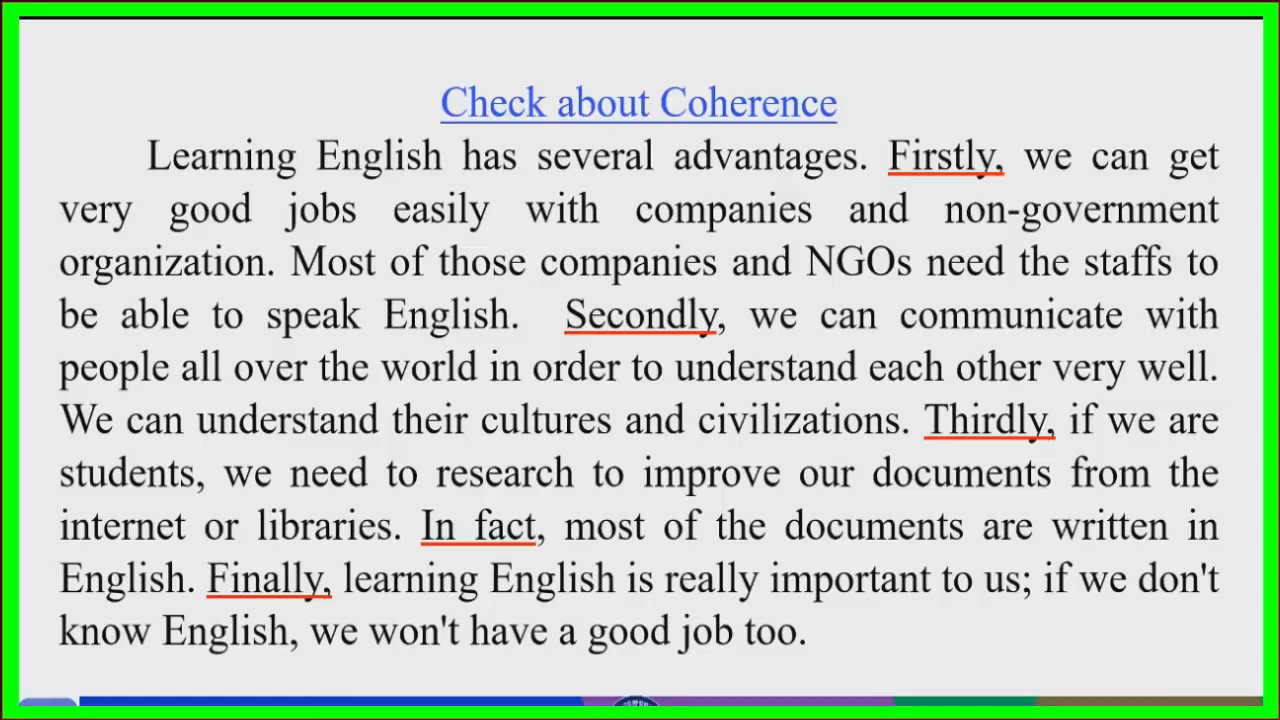 Check about Coherence
Learning English has several advantages. Firstly, we can get
very good jobs easily with companies and non-government
organization. Most of those companies and NGOs need the staffs to
be able to speak English. Secondly, we can communicate with
people all over the world in order to understand each other very well.
We can understand their cultures and civilizations. Thirdly, if we are
students, we need to research to improve our documents from the
internet or libraries. In fact, most of the documents are written in
English. Finally, learning English is really important to us; if we don't
know English, we won't have a good job too.